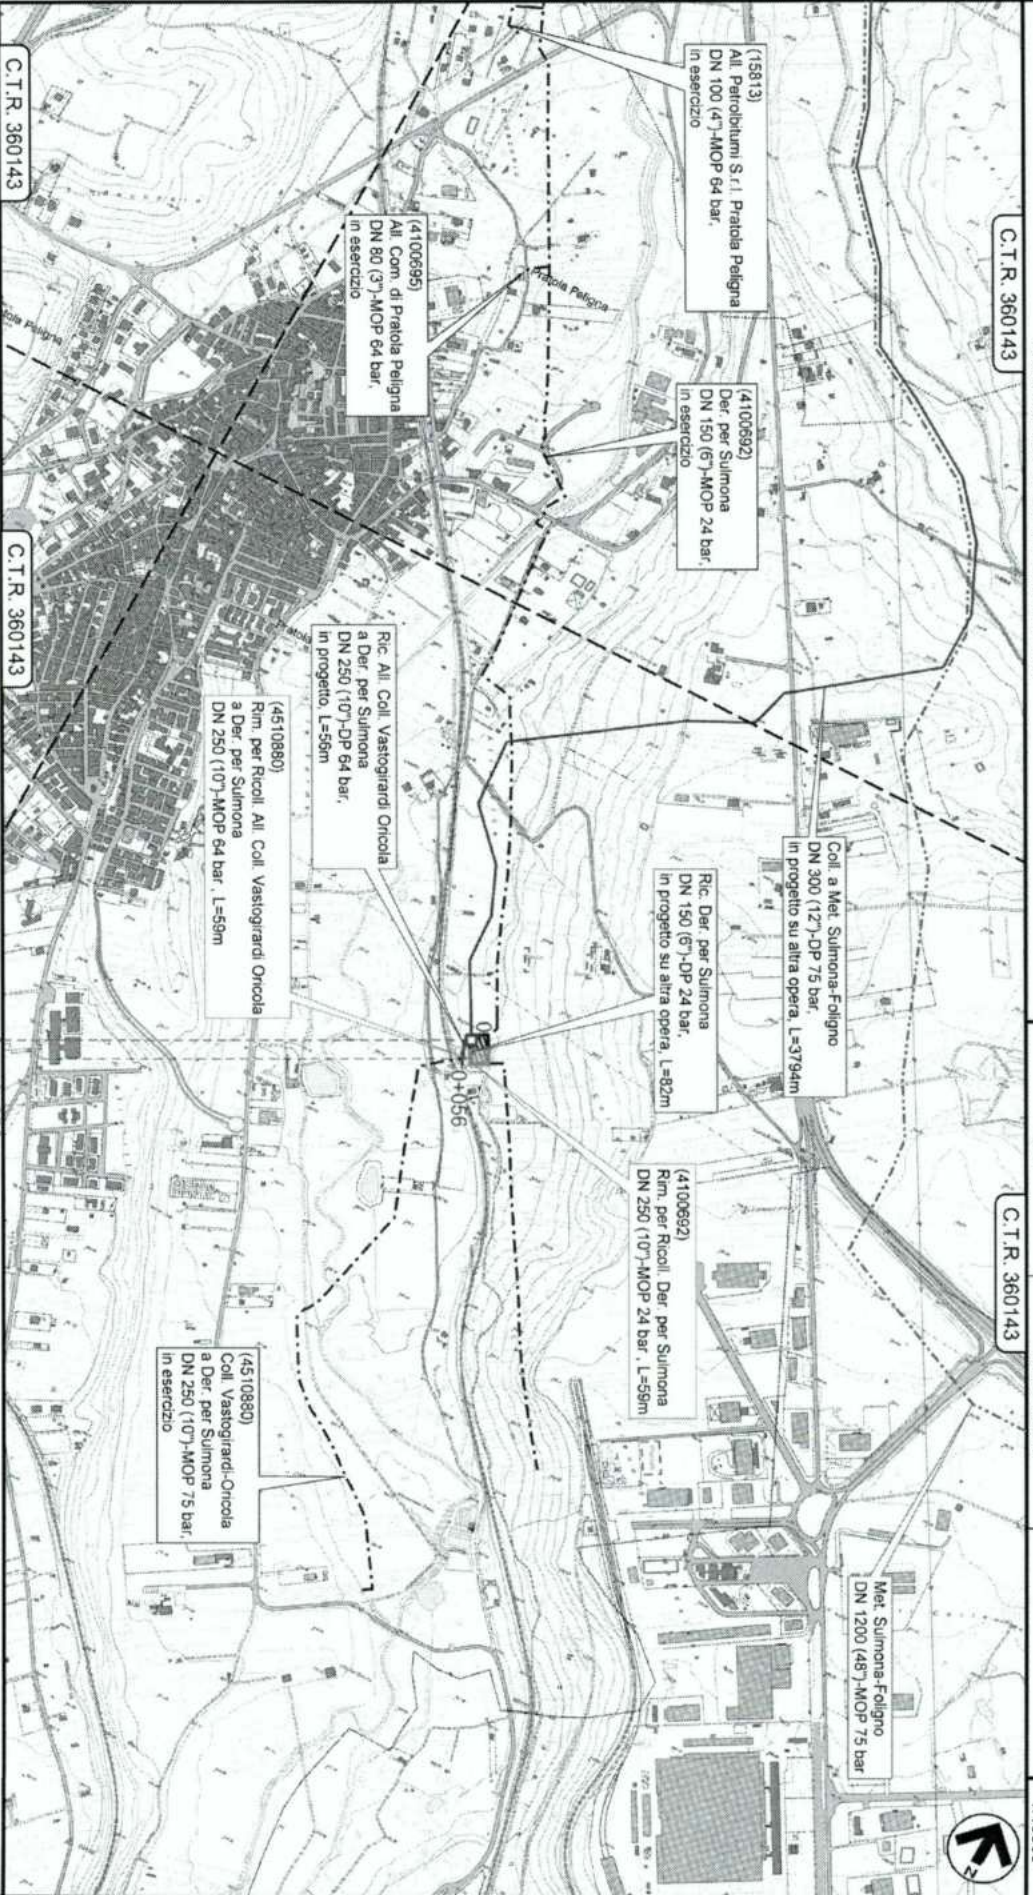 C.T.R. 360143
C.T.R. 360143
(15813)
All. Petrolbitumi S.r.l. Pratola Peligna
DN 100 (4")-MOP 64 bar,
in esercizio
(4100692)
Der. per Sulmona
DN 150 (6")-MOP 24 bar,
in esercizio
Coll. a Met. Sulmona-Foligno
DN 300 (12")-DP 75 bar,
in progetto su altra opera, L=3794m
Ric. Der. per Sulmona
DN 150 (6")-DP 24 bar,
in progetto su altra opera, L=82m
(4100692)
Rim. per Ricoll. Der. per Sulmona
DN 250 (10")-MOP 24 bar , L=59m
Met. Sulmona-Foligno
DN 1200 (48")-MOP 75 bar
(4100695)
All. Com. di Pratola Peligna
DN 80 (3")-MOP 64 bar,
in esercizio
Pratola Peligna
Ric. All. Coll. Vastogirardi Oricola
a Der. per Sulmona
DN 250 (10")-DP 64 bar,
in progetto, L=56m
(4510880)
Rim. per Ricoll. All. Coll. Vastogirardi Oricola
a Der. per Sulmona
DN 250 (10")-MOP 64 bar , L=59m
0+056
(4510880)
Coll. Vastogirardi-Oricola
a Der. per Sulmona
DN 250 (10")-MOP 75 bar,
in esercizio
C.T.R. 360143
C.T.R. 360143
N